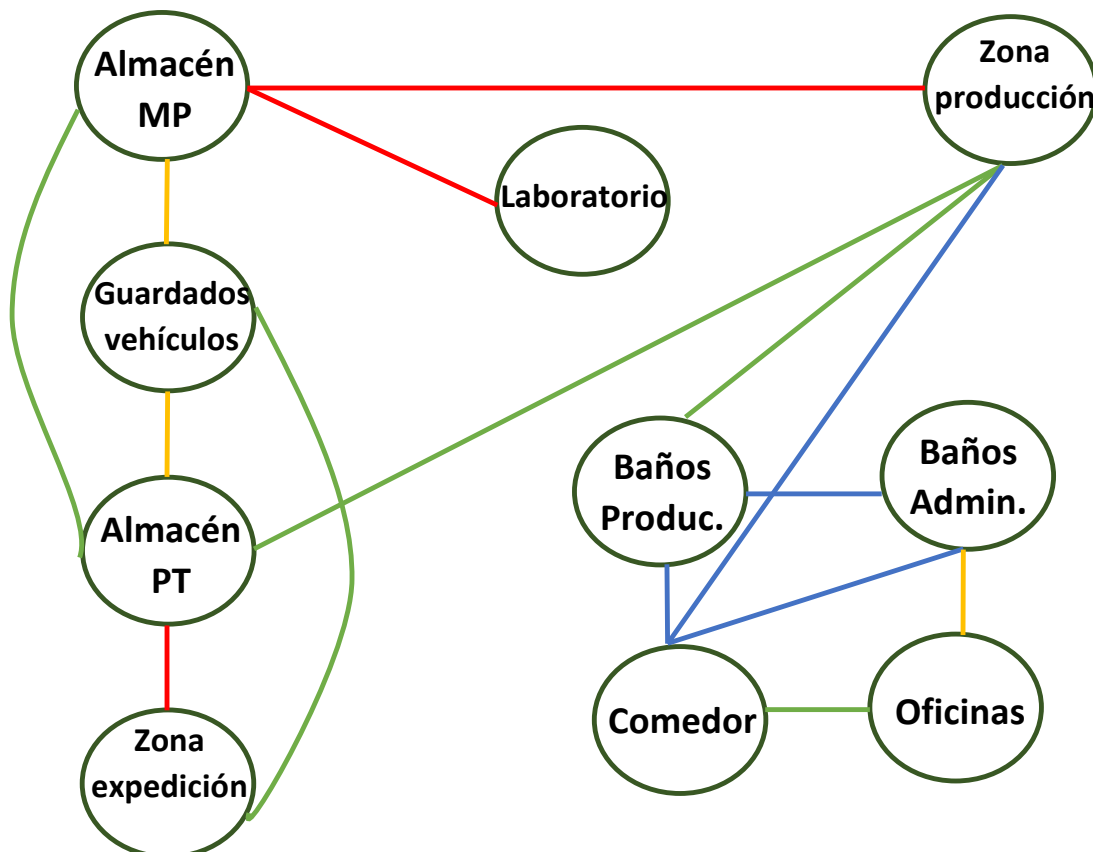 Almacén
MP
Zona
producción
Laboratorio
Guardados
vehículos
Baños
Produc.
Baños
Admin.
Almacén
PT
Comedor
Oficinas
Zona
expedición